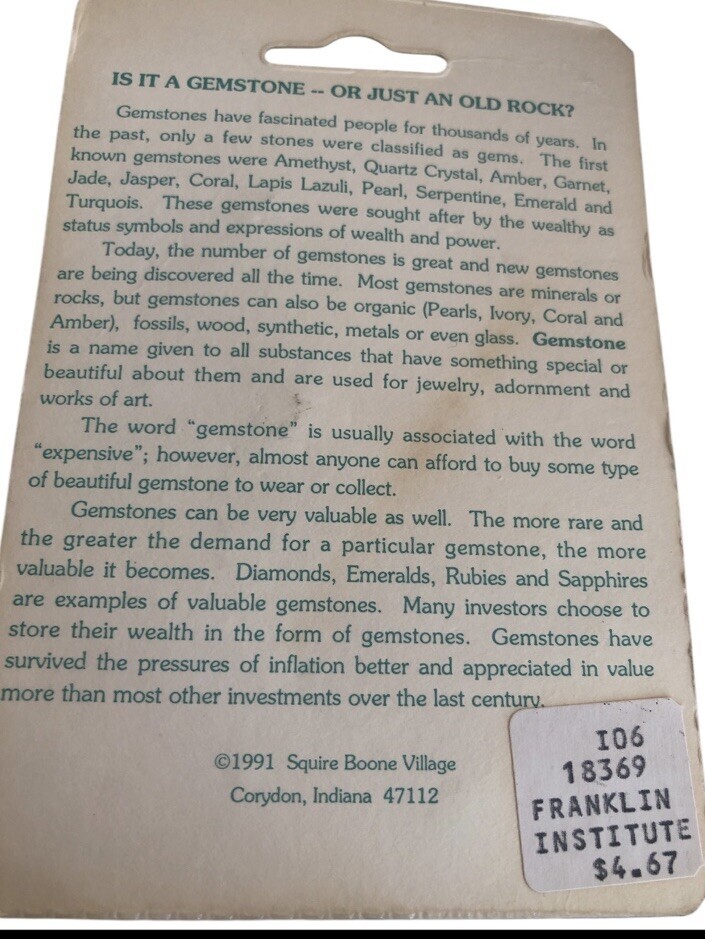 IS IT A GEMSTONE -- OR JUST AN OLD ROCK?
Gemstones have fascinated people for thousands of years. In
the past, only a few stones were classified as gems. The first
known gemstones were Amethyst, Quartz Crystal, Amber, Garnet,
Jade, Jasper, Coral, Lapis Lazuli, Pearl, Serpentine, Emerald and
Turquois. These gemstones were sought after by the wealthy as
status symbols and expressions of wealth and power.
Today, the number of gemstones is great and new gemstones
are being discovered all the time. Most gemstones are minerals or
rocks, but gemstones can also be organic (Pearls, Ivory, Coral and
Amber), fossils, wood, synthetic, metals or even glass. Gemstone
is a name given to all substances that have something special or
beautiful about them and are used for jewelry, adornment and
works of art.
The word "gemstone" is usually associated with the word
"expensive"; however, almost anyone can afford to buy some type
of beautiful gemstone to wear or collect.
Gemstones can be very valuable as well. The more rare and
the greater the demand for a particular gemstone, the more
valuable it becomes. Diamonds, Emeralds, Rubies and Sapphires
are examples of valuable gemstones. Many investors choose to
store their wealth in the form of gemstones. Gemstones have
survived the pressures of inflation better and appreciated in value
more than most other investments over the last century.
©1991 Squire Boone Village
Corydon, Indiana 47112
I06
18369
FRANKLIN
INSTITUTE
$4.67